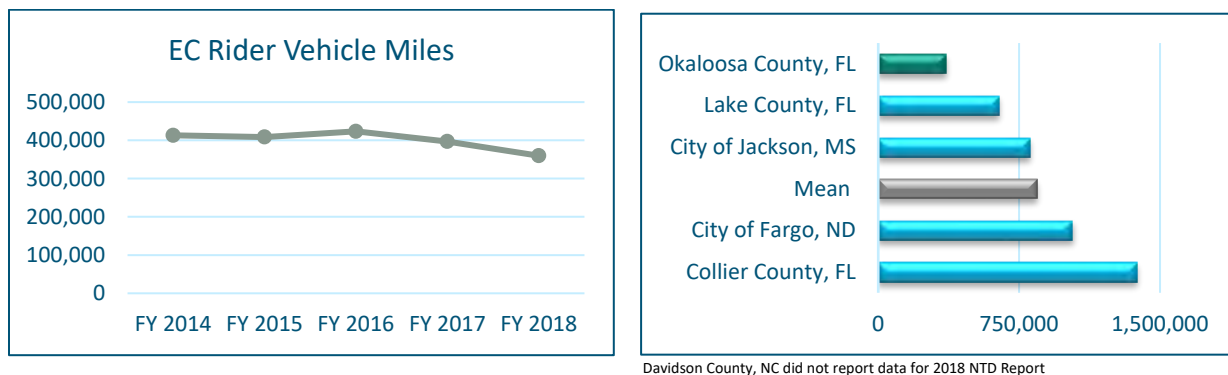 EC Rider Vehicle Miles
500,000
400,000
300,000
200,000
100,000
0
FY 2014 FY 2015 FY 2016 FY 2017 FY 2018
Okaloosa County, FL
Lake County, FL
City of Jackson, MS
Mean
City of Fargo, ND
Collier County, FL
0 750,000 1,500,000
Davidson County, NC did not report data for 2018 NTD Report